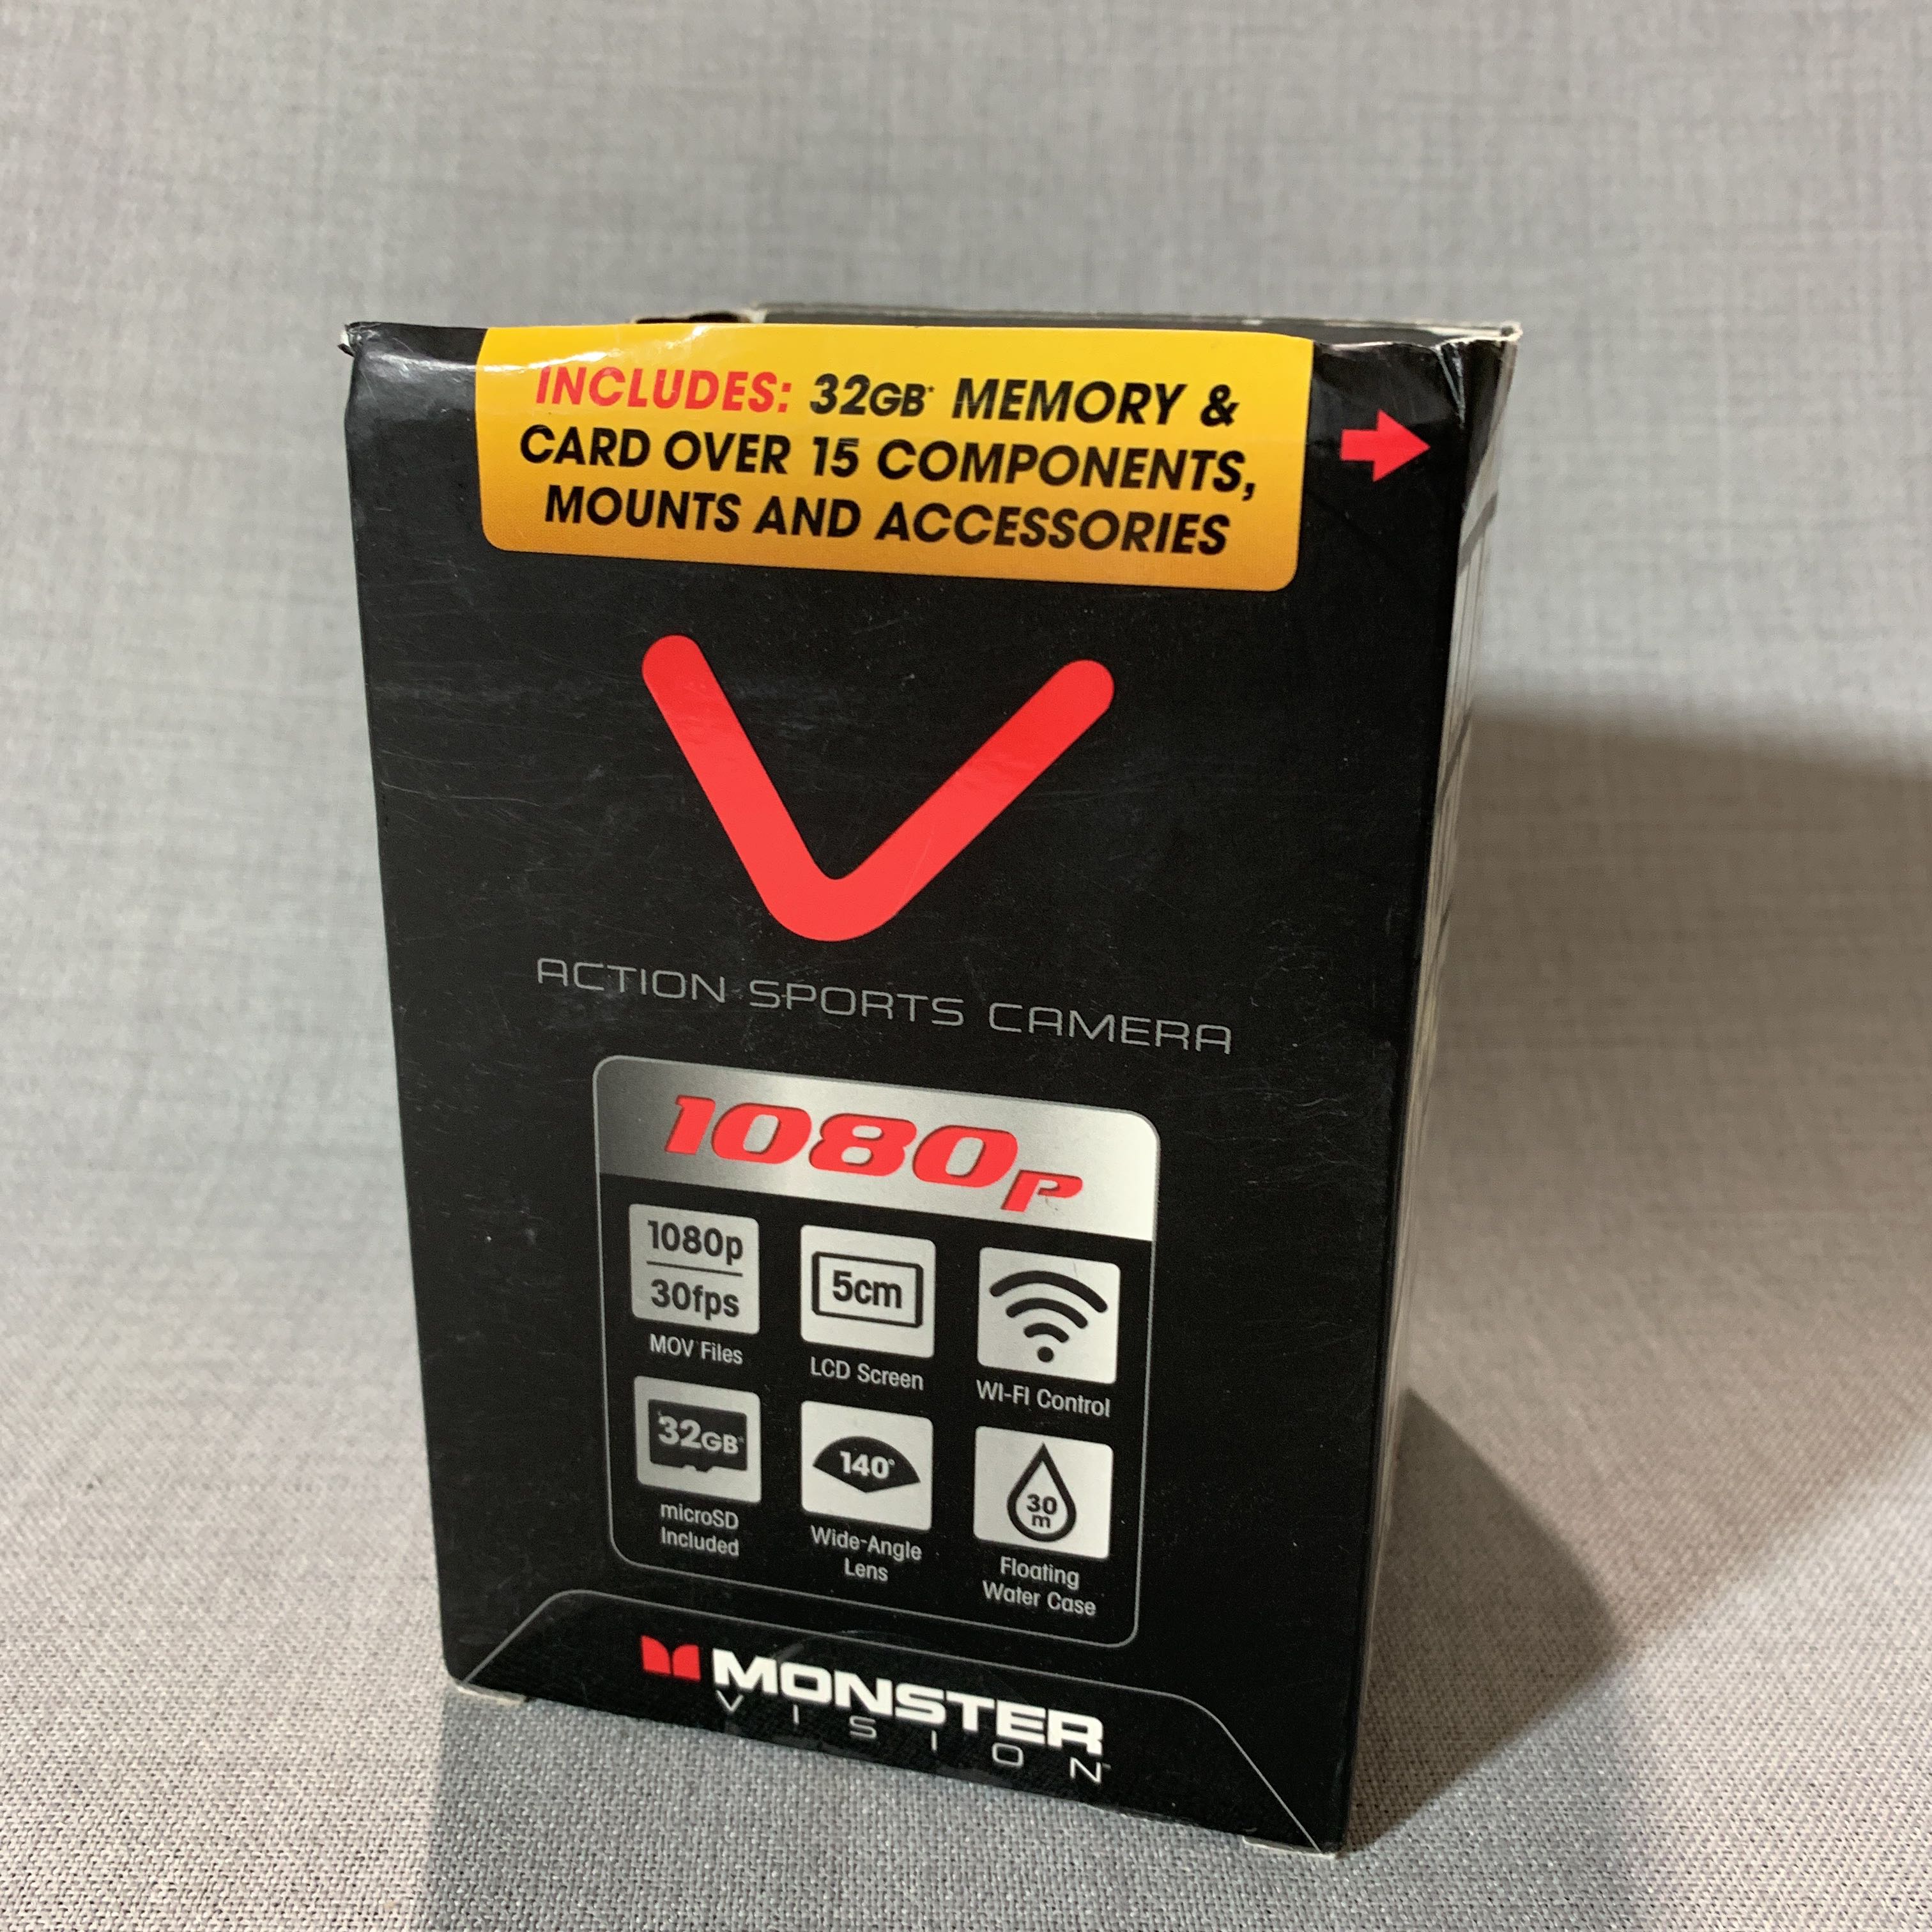 INCLUDES: 32GB* MEMORY &
CARD OVER 15 COMPONENTS,
MOUNTS AND ACCESSORIES
V
ACTION SPORTS CAMERA
1080p
1080p
30fps
MOV Files
5cm
LCD Screen
WI-FI Control
32GB*
microSD
Included
140°
Wide-Angle
Lens
30
m
Floating
Water Case
MONSTER
VISION™